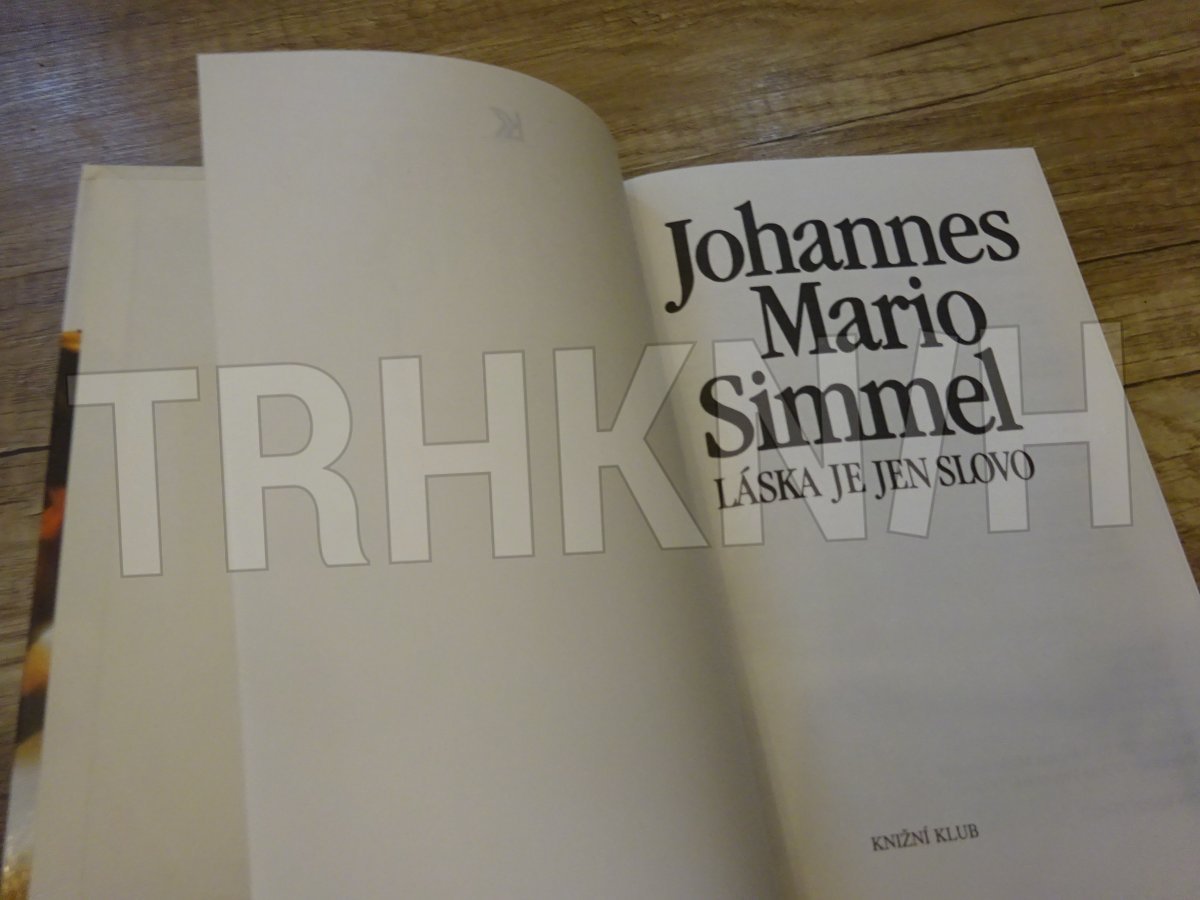 Johannes
Mario
Simmel
LÁSKA JE JEN SLOVO
KNIŽNÍ KLUB
TRHKNIH